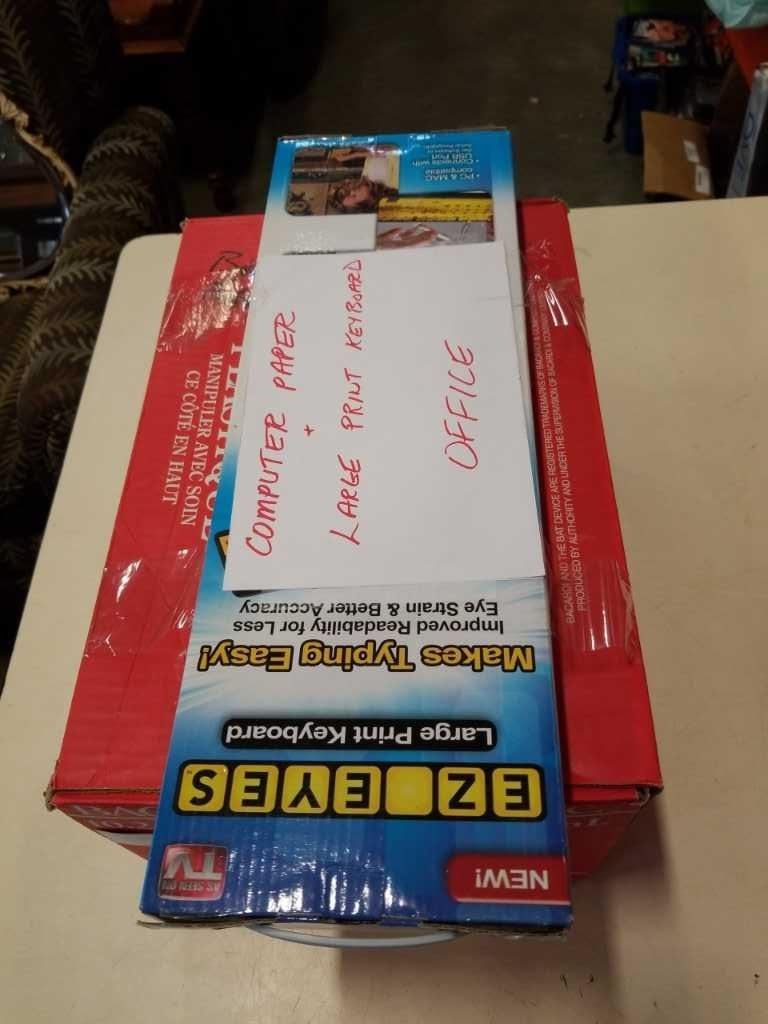 COMPUTER PAPER
+
LARGE PRINT KEYBOARD
OFFICE
NEW!
AS SEEN ON
TV
EZ EYES
Large Print Keyboard
Makes Typing Easy!
Improved Readability for Less
Eye Strain & Better Accuracy
• PC & MAC
compatible
• Connects with
USB Port
MANIPULER AVEC SOIN
CE CÔTÉ EN HAUT
BACARDI AND THE BAT DEVICE ARE REGISTERED TRADEMARKS OF BACARDI &
PRODUCED BY AUTHORITY AND UNDER THE SUPERVISION OF BACARDI &